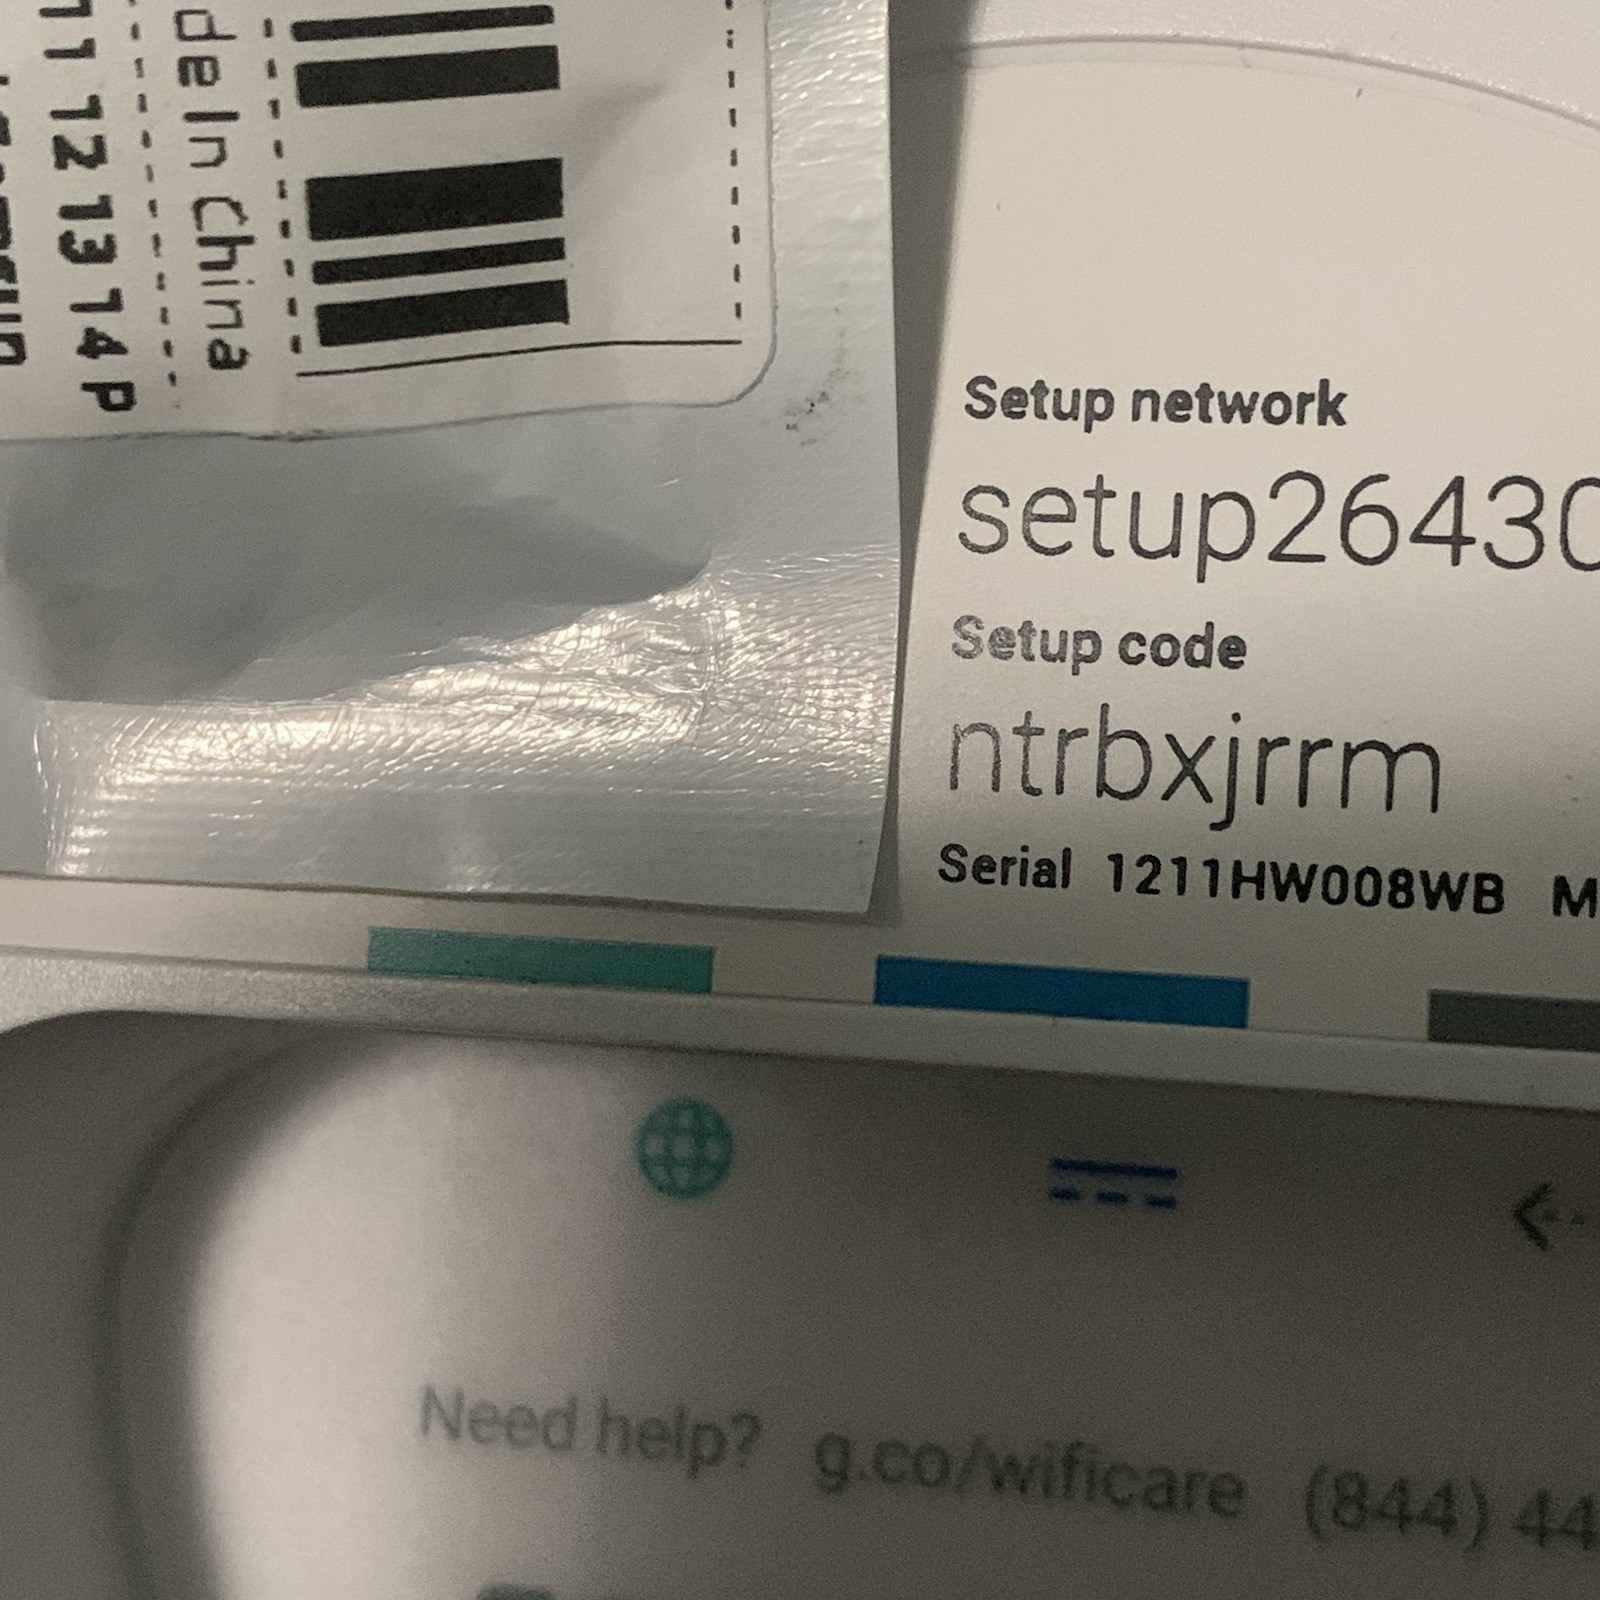 11 12 13 14 P
de In China
Setup network
setup26430
Setup code
ntrbxjrrm
Serial 1211HW008WB M
Need help? g.co/wificare (844) 44